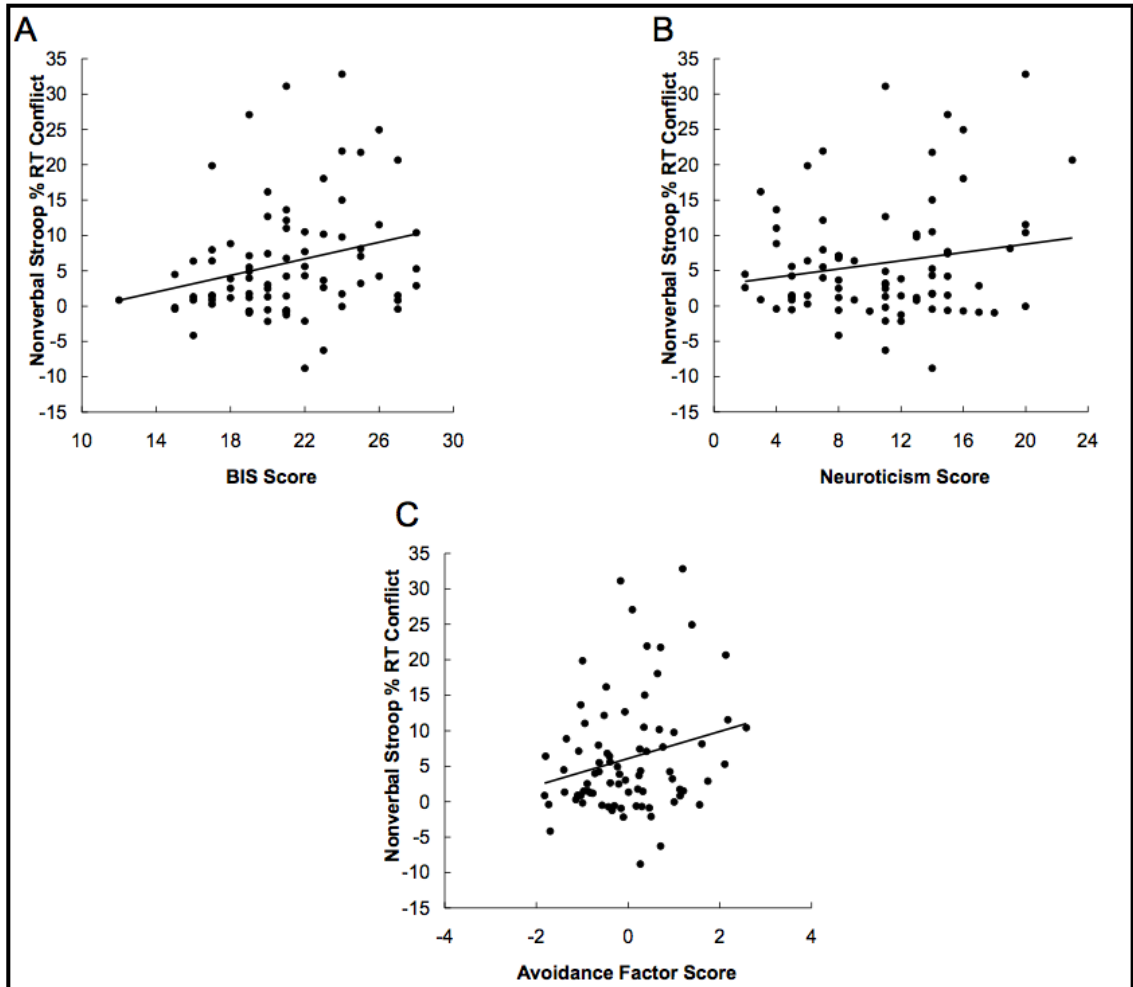 A
Nonverbal Stroop % RT Conflict
35
30
25
20
15
10
5
0
-5
-10
-15
10 14 18 22 26 30
BIS Score
B
Nonverbal Stroop % RT Conflict
35
30
25
20
15
10
5
0
-5
-10
-15
0 4 8 12 16 20 24
Neuroticism Score
C
Nonverbal Stroop % RT Conflict
35
30
25
20
15
10
5
0
-5
-10
-15
-4 -2 0 2 4
Avoidance Factor Score